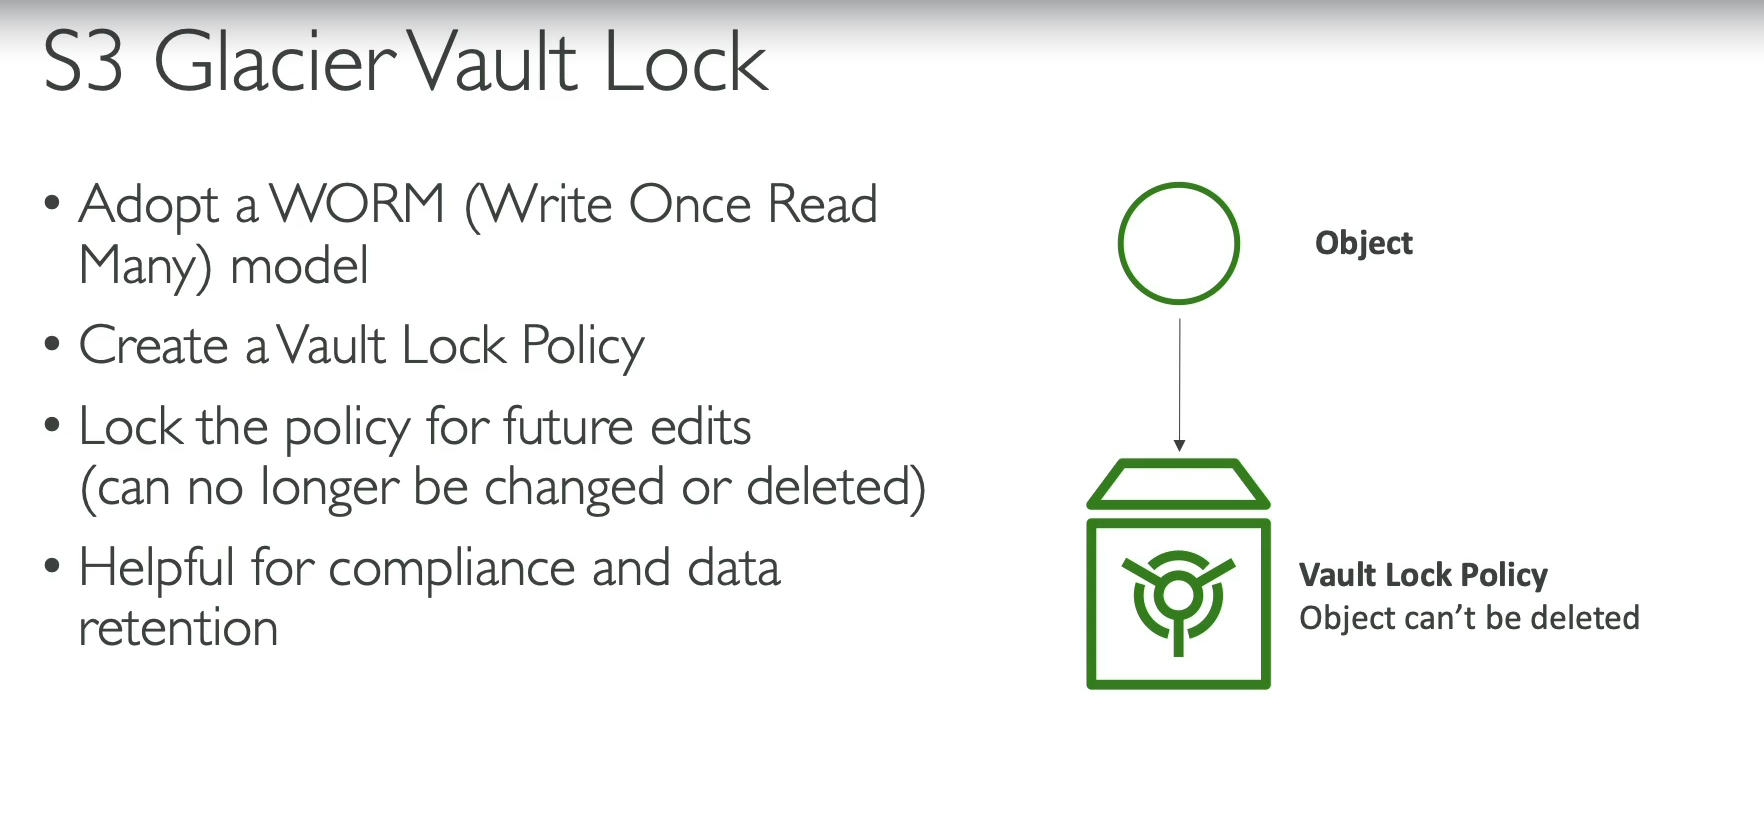 S3 Glacier Vault Lock
• Adopt a WORM (Write Once Read
Many) model
• Create a Vault Lock Policy
• Lock the policy for future edits
(can no longer be changed or deleted)
• Helpful for compliance and data
retention
Object
Vault Lock Policy
Object can't be deleted